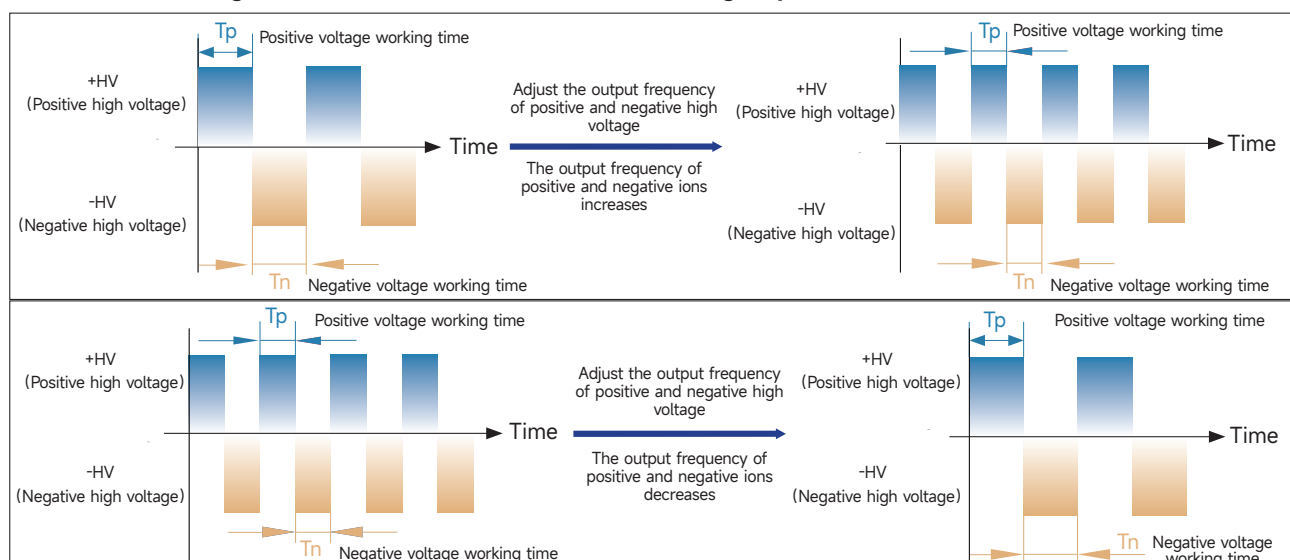 Tp
Positive voltage working time
+HV
(Positive high voltage)
Time
-HV
(Negative high voltage)
Tn
Negative voltage working time
Adjust the output frequency
of positive and negative high
voltage
The output frequency of
positive and negative ions
increases
Tp
Positive voltage working time
+HV
(Positive high voltage)
Time
-HV
(Negative high voltage)
Tn
Negative voltage working time
Tp
Positive voltage working time
+HV
(Positive high voltage)
Time
-HV
(Negative high voltage)
Tn
Negative voltage working time
Adjust the output frequency
of positive and negative high
voltage
The output frequency of
positive and negative ions
decreases
Tp
Positive voltage working time
+HV
(Positive high voltage)
Time
-HV
(Negative high voltage)
Tn
Negative voltage
working time